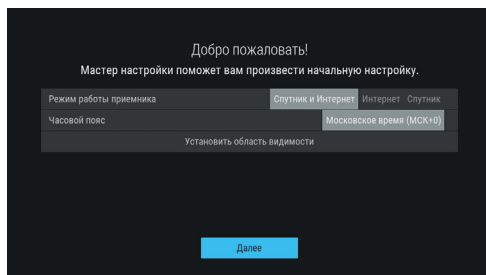 Добро пожаловать!
Мастер настройки поможет вам произвести начальную настройку.
Режим работы приемника Спутник и Интернет Интернет Спутник
Часовой пояс Московское время (МСК+0)
Установить область видимости
Далее